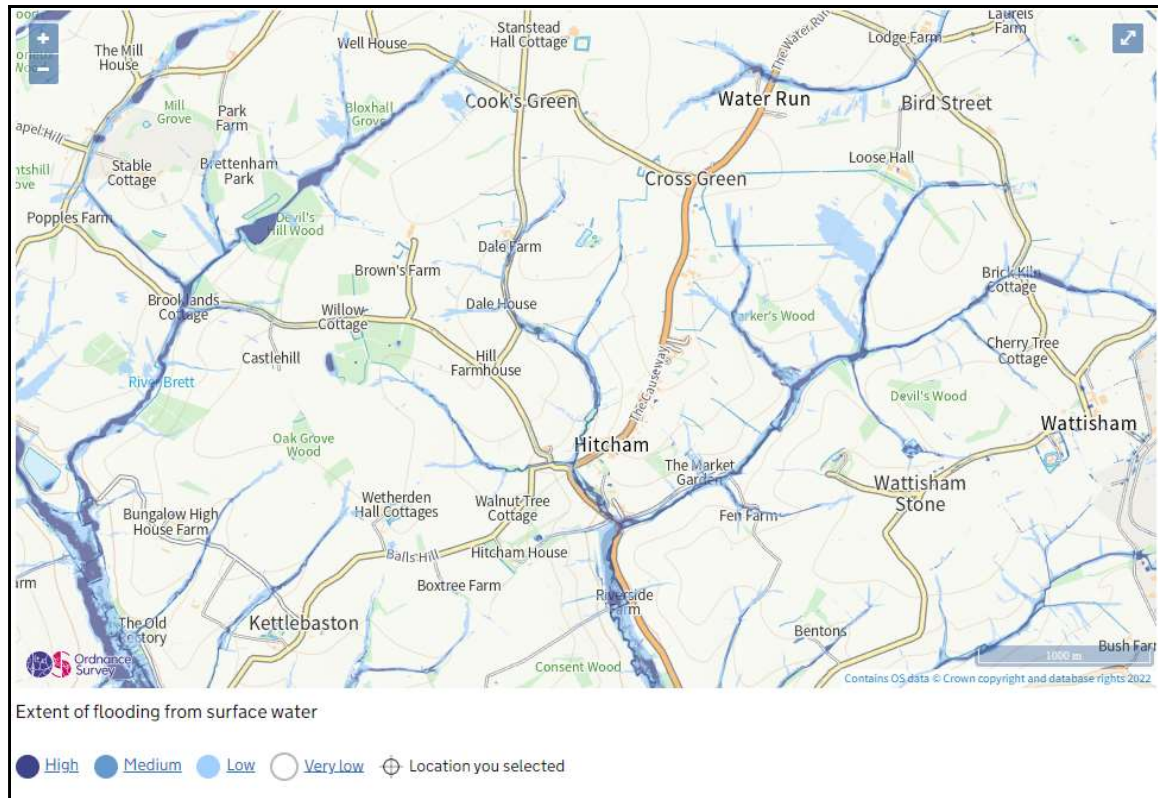 +
−
The Mill
House
Well House
Stanstead
Hall Cottage
The Water Run
Lodge Farm
Laurels
Farm
Mill
Grove
Park
Farm
Bloxhall
Grove
Cook's Green
Water Run
Bird Street
Stable
Cottage
Brettenham
Park
Loose Hall
Cross Green
Popples Farm
Devil's
Hill Wood
Dale Farm
Brown's Farm
Brooklands
Cottage
Willow
Cottage
Dale House
Brick Kiln
Cottage
Parker's Wood
Castlehill
Hill
Farmhouse
The Causeway
Cherry Tree
Cottage
River Brett
Devil's Wood
Oak Grove
Wood
Hitcham
Wattisham
The Market
Garden
Wetherden
Hall Cottages
Walnut Tree
Cottage
Wattisham
Stone
Bungalow High
House Farm
Fen Farm
Balls Hill
Hitcham House
Boxtree Farm
Riverside
Farm
The Old
Kettlebaston
Bentons
Bush Farm
Ordnance
Survey
Consent Wood
1000 m
Contains OS data © Crown copyright and database rights 2022
Extent of flooding from surface water
High Medium Low Very low Location you selected